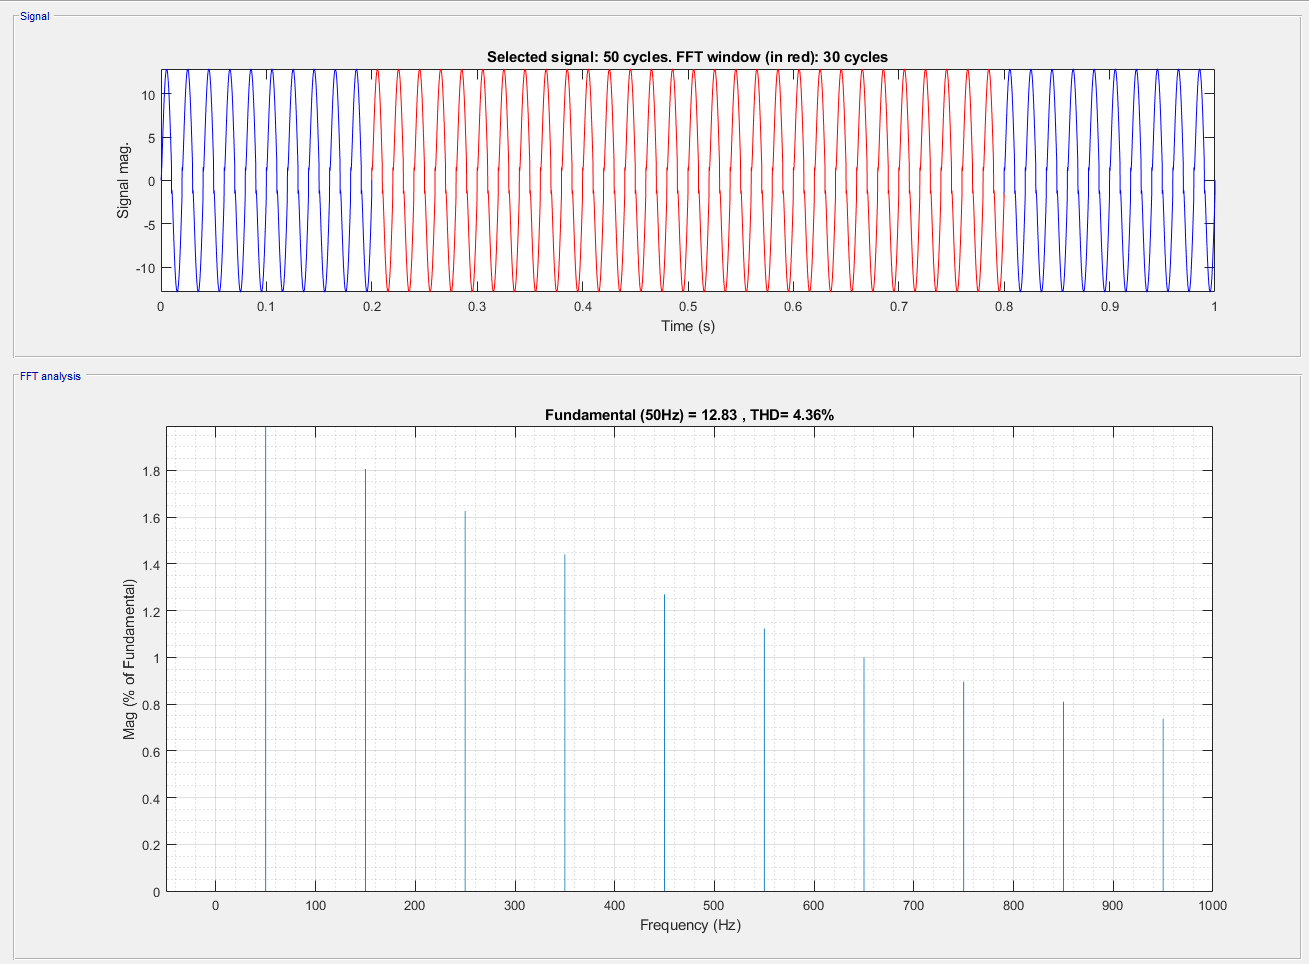 Signal
Selected signal: 50 cycles. FFT window (in red): 30 cycles
10
5
0
-5
-10
Signal mag.
0 0.1 0.2 0.3 0.4 0.5 0.6 0.7 0.8 0.9 1
Time (s)
FFT analysis
Fundamental (50Hz) = 12.83 , THD= 4.36%
1.8
1.6
1.4
1.2
1
0.8
0.6
0.4
0.2
0
Mag (% of Fundamental)
0 100 200 300 400 500 600 700 800 900 1000
Frequency (Hz)